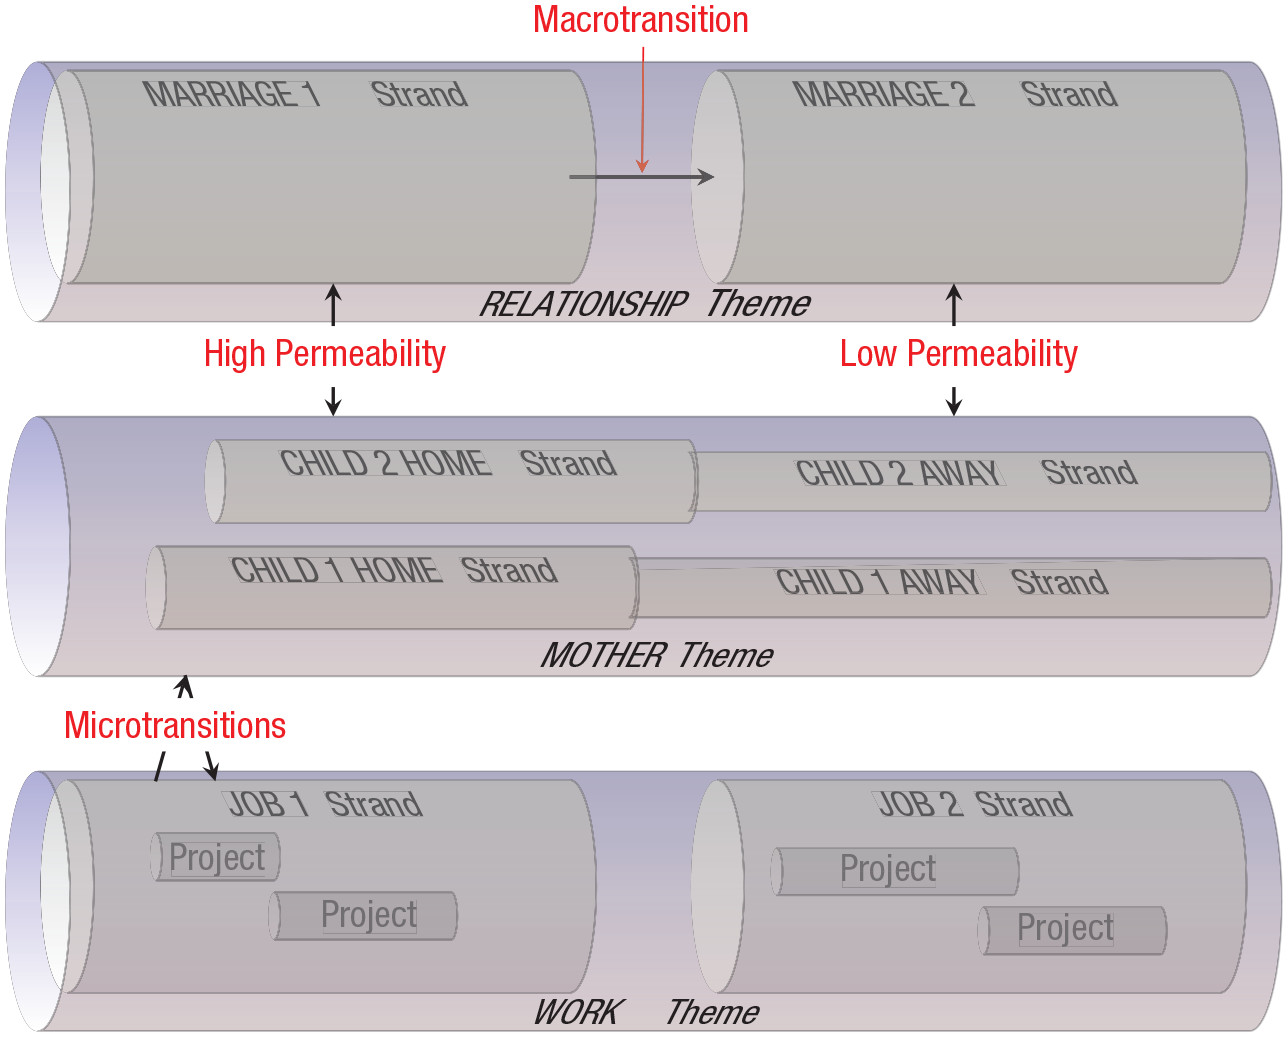 Macrotransition
MARRIAGE 1 Strand
MARRIAGE 2 Strand
RELATIONSHIP Theme
High Permeability
Low Permeability
CHILD 2 HOME Strand
CHILD 2 AWAY Strand
CHILD 1 HOME Strand
CHILD 1 AWAY Strand
MOTHER Theme
Microtransitions
JOB 1 Strand
JOB 2 Strand
Project
Project
Project
Project
WORK Theme